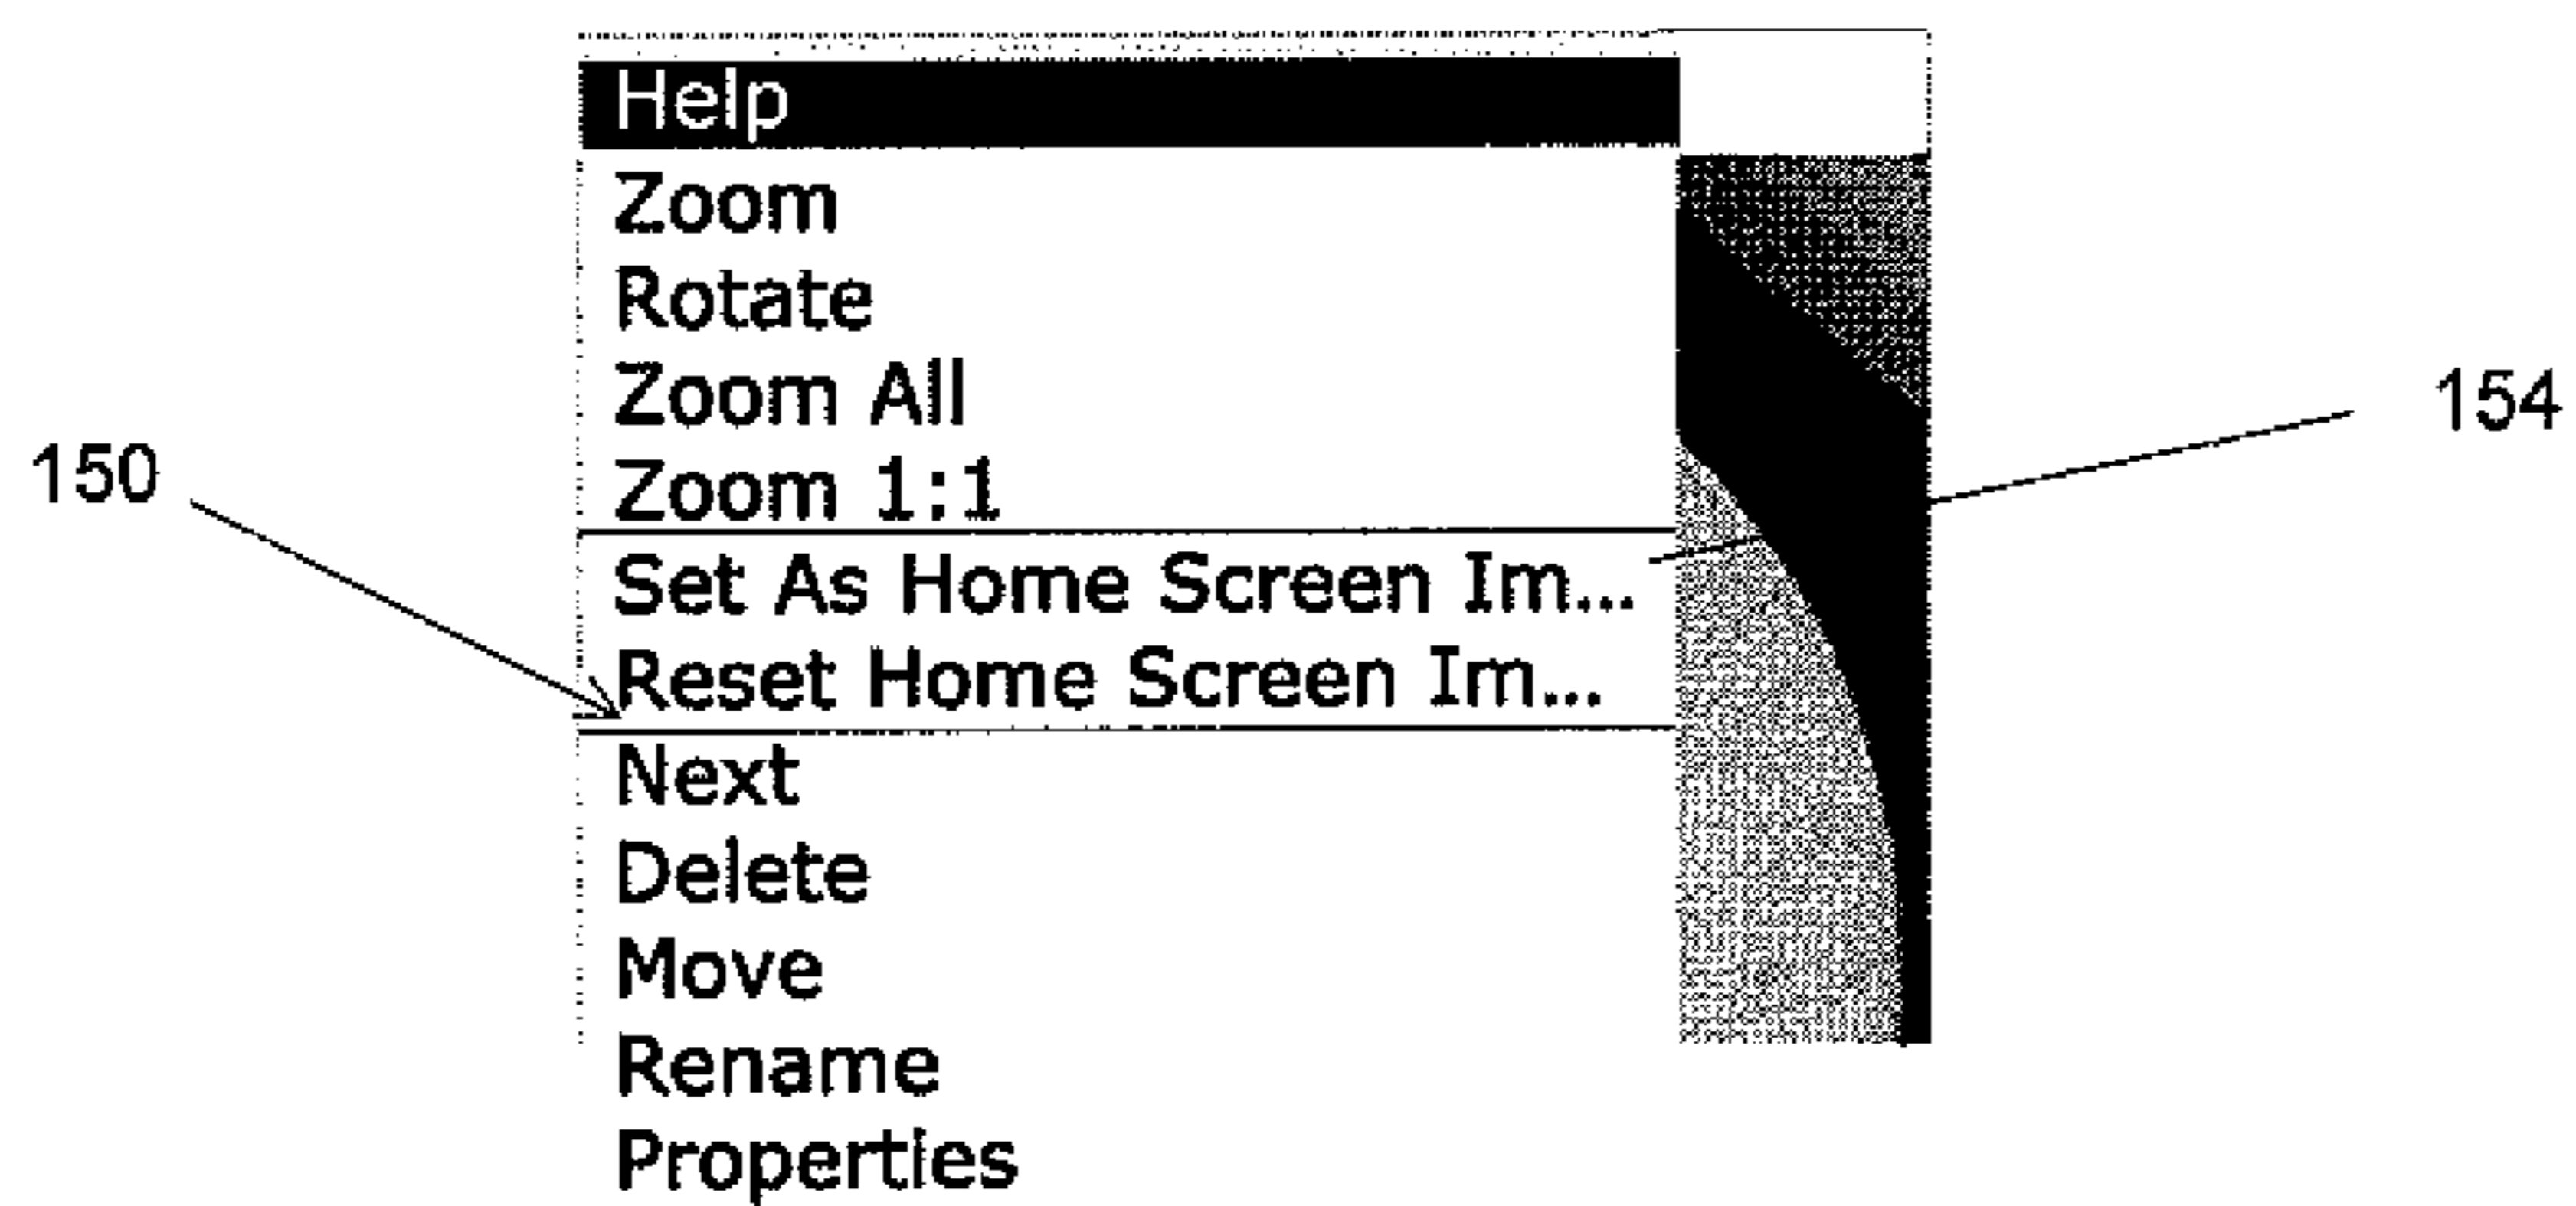 Help
Zoom
Rotate
Zoom All
154
150
Zoom 1:1
Set As Home Screen Im...
Reset Home Screen Im...
Next
Delete
Move
Rename
Properties